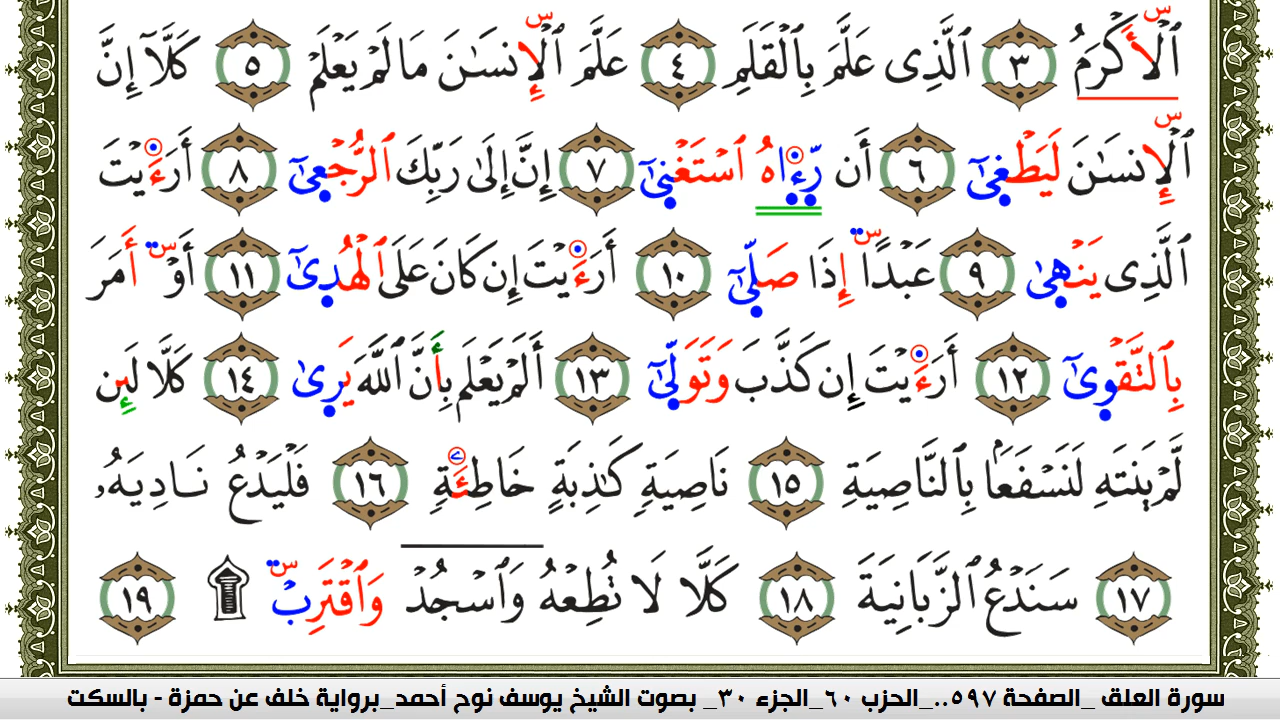 ٱلْأَكْرَمُ ٣ ٱلَّذِى عَلَّمَ بِٱلْقَلَمِ ٤ عَلَّمَ ٱلْإِنسَـٰنَ مَا لَمْ يَعْلَمْ ٥ كَلَّآ إِنَّ
ٱلْإِنسَـٰنَ لَيَطْغِىٰٓ ٦ أَن رِّءِاهُ ٱسْتَغْنِىٰٓ ٧ إِنَّ إِلَىٰ رَبِّكَ ٱلرُّجْعِىٰٓ ٨ أَرَءَيْتَ
ٱلَّذِى يَنْهِىٰ ٩ عَبْدًا إِذَا صَلِّىٰٓ ١٠ أَرَءَيْتَ إِن كَانَ عَلَى ٱلْهُدِىٰٓ ١١ أَوْ أَمَرَ
بِٱلتَّقْوِىٰٓ ١٢ أَرَءَيْتَ إِن كَذَّبَ وَتَوَلِّىٰٓ ١٣ أَلَمْ يَعْلَم بِأَنَّ ٱللَّهَ يَرِىٰ ١٤ كَلَّا لَئِن
لَّمْ يَنتَهِ لَنَسْفَعًۢا بِٱلنَّاصِيَةِ ١٥ نَاصِيَةٍ كَـٰذِبَةٍ خَاطِئَةٍ ١٦ فَلْيَدْعُ نَادِيَهُۥ
١٧ سَنَدْعُ ٱلزَّبَانِيَةَ ١٨ كَلَّا لَا تُطِعْهُ وَٱسْجُدْ وَٱقْتَرِبْ ۩ ١٩
سورة العلق _الصفحة ٥٩٧.._الحزب ٦٠_الجزء ٣٠_ بصوت الشيخ يوسف نوح أحمد_برواية خلف عن حمزة - بالسكت